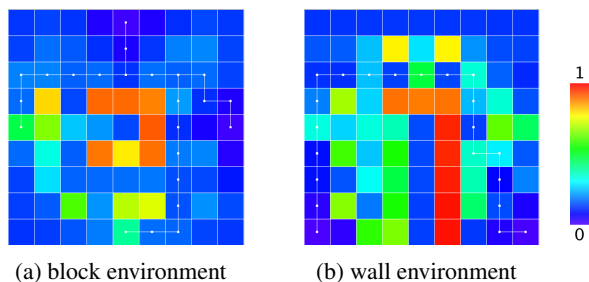 1
0
(a) block environment
(b) wall environment